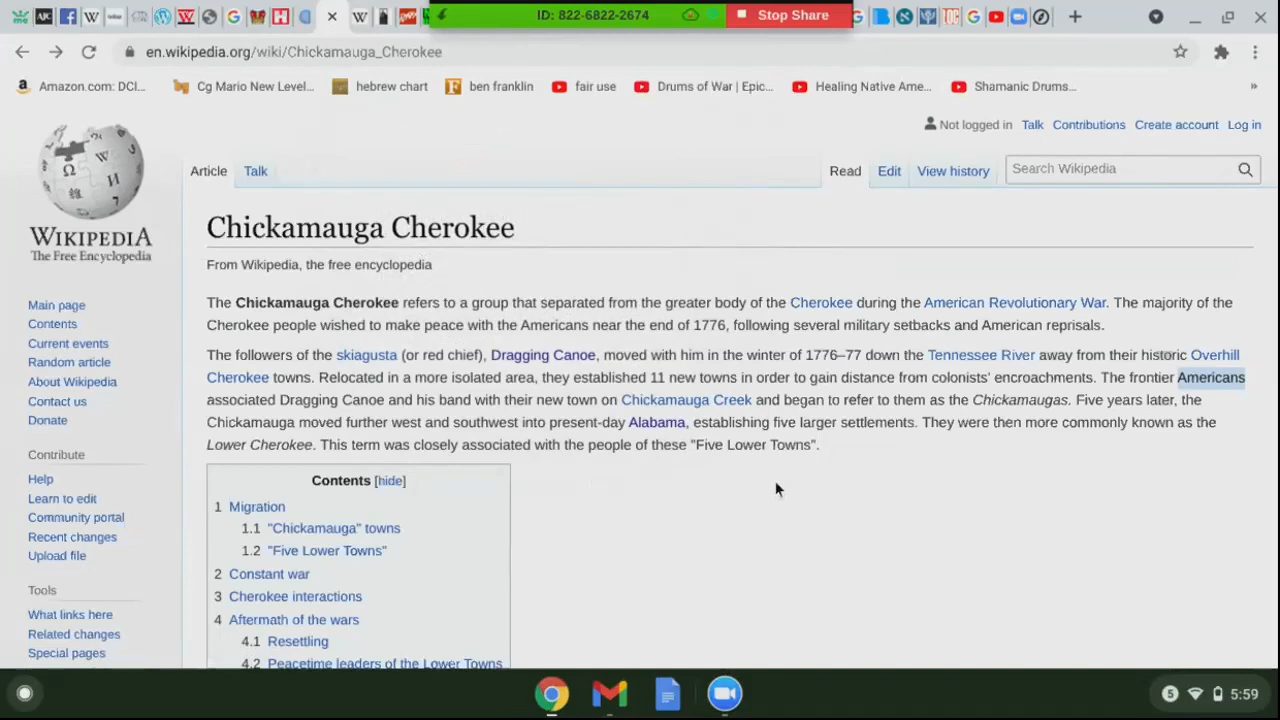 me
AJC
W
W
G
H
W
ID: 822-6822-2674
Stop Share
G
B
TOC
G
en.wikipedia.org/wiki/Chickamauga_Cherokee
Amazon.com: DCI...
Cg Mario New Level...
hebrew chart
ben franklin
fair use
Drums of War | Epic...
Healing Native Ame...
Shamanic Drums...
»
Not logged in Talk Contributions Create account Log in
Article Talk Read Edit View history Search Wikipedia
WIKIPEDIA
The Free Encyclopedia
Main page
Contents
Current events
Random article
About Wikipedia
Contact us
Donate
Contribute
Help
Learn to edit
Community portal
Recent changes
Upload file
Tools
What links here
Related changes
Special pages
Chickamauga Cherokee
From Wikipedia, the free encyclopedia
The Chickamauga Cherokee refers to a group that separated from the greater body of the Cherokee during the American Revolutionary War. The majority of the
Cherokee people wished to make peace with the Americans near the end of 1776, following several military setbacks and American reprisals.
The followers of the skiagusta (or red chief), Dragging Canoe, moved with him in the winter of 1776–77 down the Tennessee River away from their historic Overhill
Cherokee towns. Relocated in a more isolated area, they established 11 new towns in order to gain distance from colonists' encroachments. The frontier Americans
associated Dragging Canoe and his band with their new town on Chickamauga Creek and began to refer to them as the Chickamaugas. Five years later, the
Chickamauga moved further west and southwest into present-day Alabama, establishing five larger settlements. They were then more commonly known as the
Lower Cherokee. This term was closely associated with the people of these "Five Lower Towns".
Contents [hide]
1 Migration
1.1 "Chickamauga" towns
1.2 "Five Lower Towns"
2 Constant war
3 Cherokee interactions
4 Aftermath of the wars
4.1 Resettling
4.2 Peacetime leaders of the Lower Towns
5
5:59